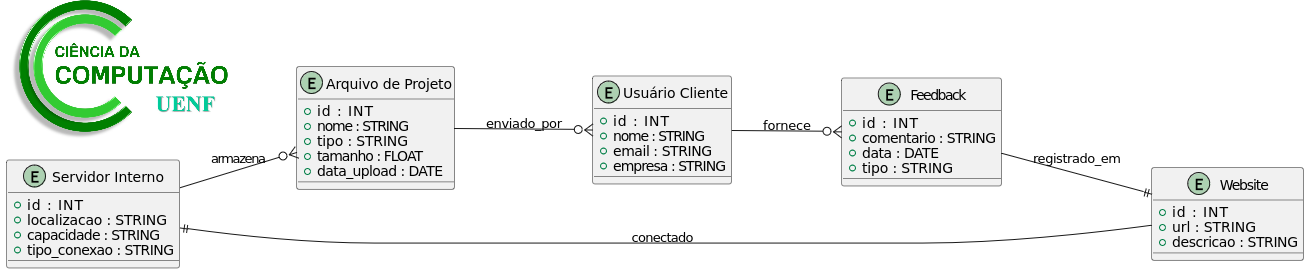 CIÊNCIA DA
COMPUTAÇÃO
UENF
E Servidor Interno
id : INT
localizacao : STRING
capacidade : STRING
tipo_conexao : STRING
armazena
E Arquivo de Projeto
id : INT
nome : STRING
tipo : STRING
tamanho : FLOAT
data_upload : DATE
enviado_por
E Usuário Cliente
id : INT
nome : STRING
email : STRING
empresa : STRING
fornece
E Feedback
id : INT
comentario : STRING
data : DATE
tipo : STRING
registrado_em
E Website
id : INT
url : STRING
descricao : STRING
conectado